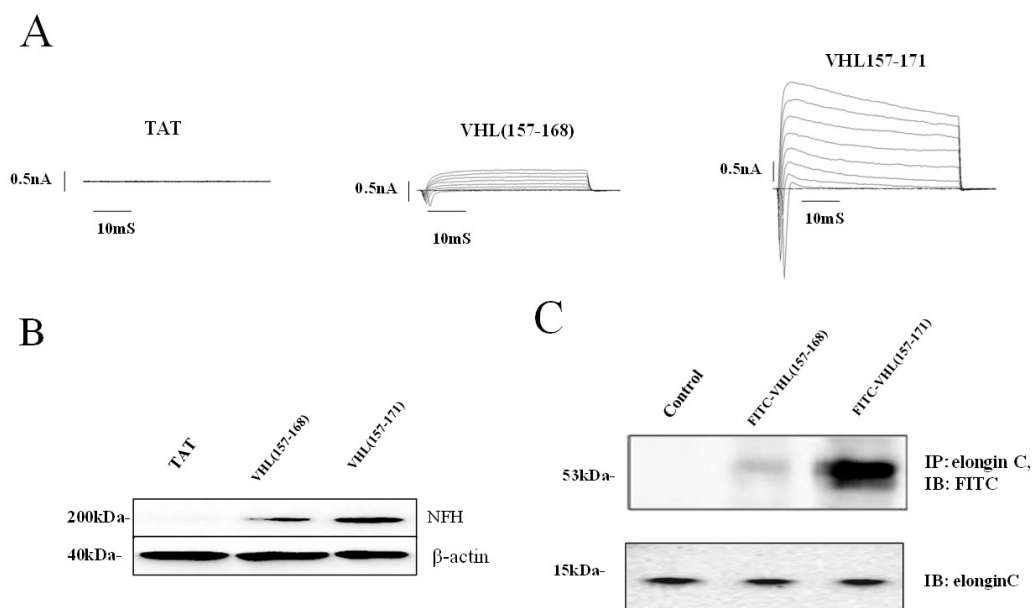 A
TAT
0.5nA
10mS
VHL(157-168)
0.5nA
10mS
VHL157-171
0.5nA
10mS
B
TAT
VHL(157-168)
VHL(157-171)
200kDa-
NFH
40kDa-
β-actin
C
Control
FITC-VHL(157-168)
FITC-VHL(157-171)
53kDa-
IP: elongin C,
IB: FITC
15kDa-
IB: elonginC